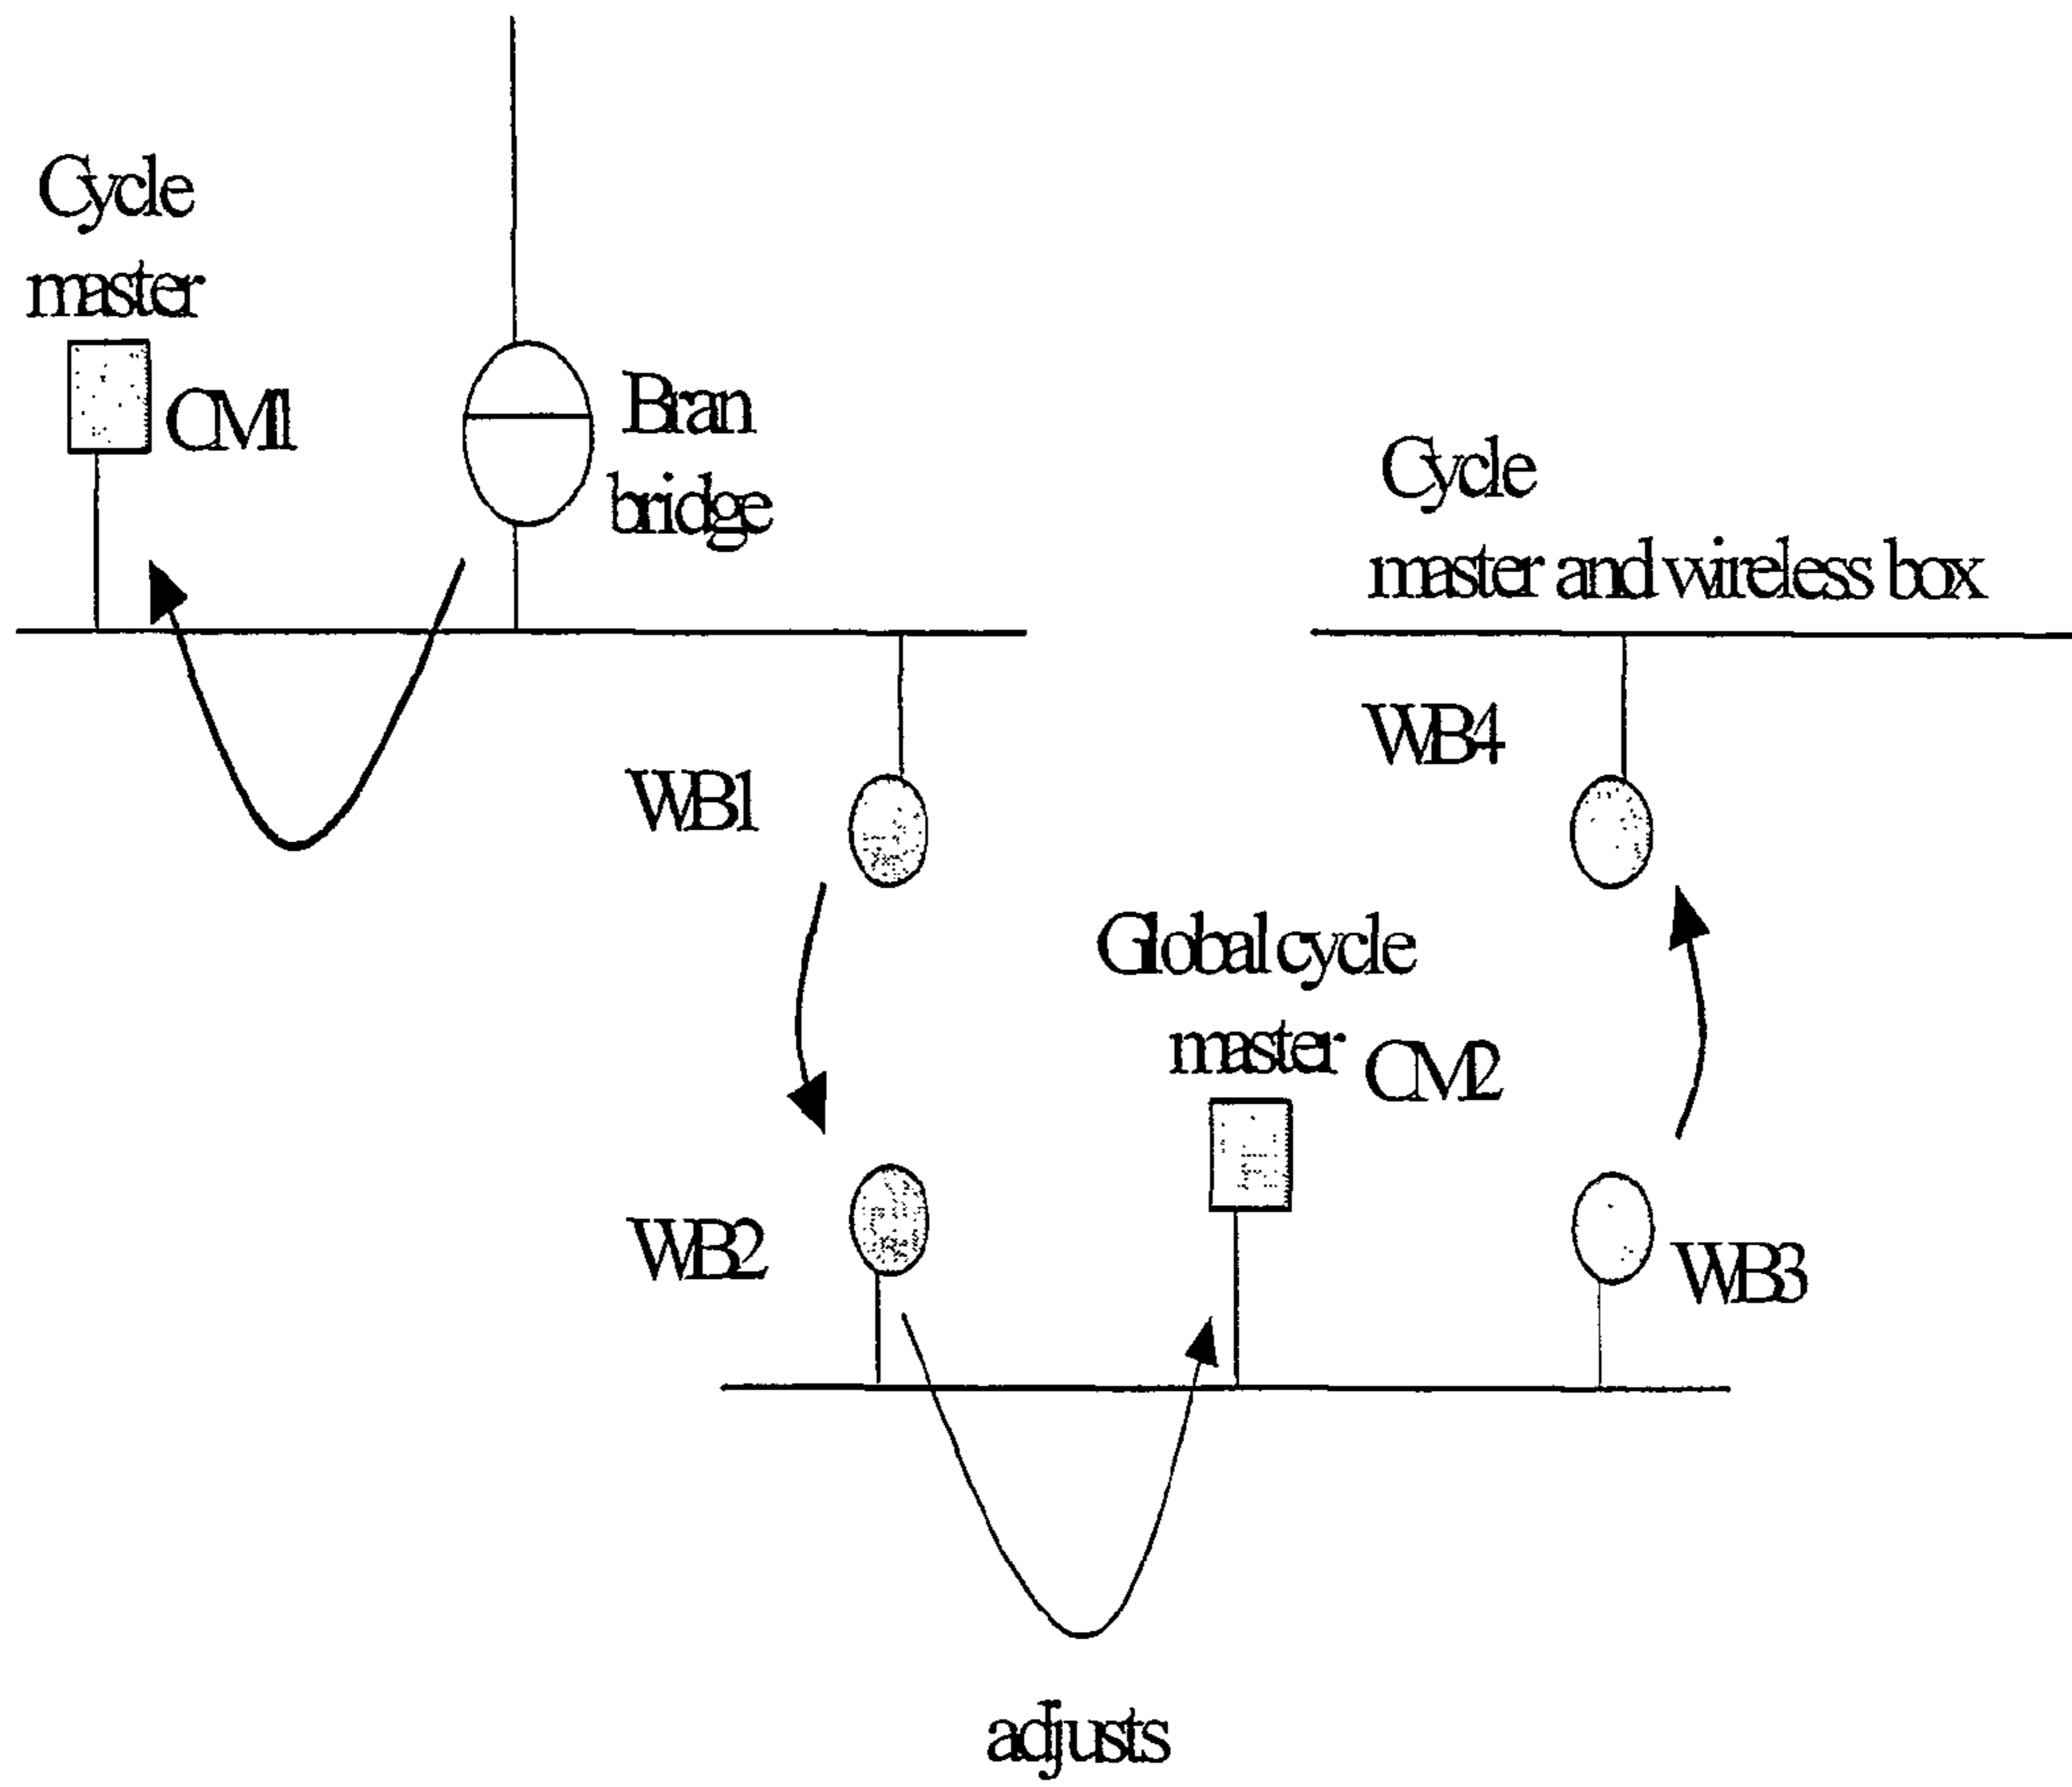 Cycle
master
CM1
Bran
bridge
Cycle
master and wireless box
WB4
WB1
Global cycle
master
CM2
WB2
WB3
adjusts